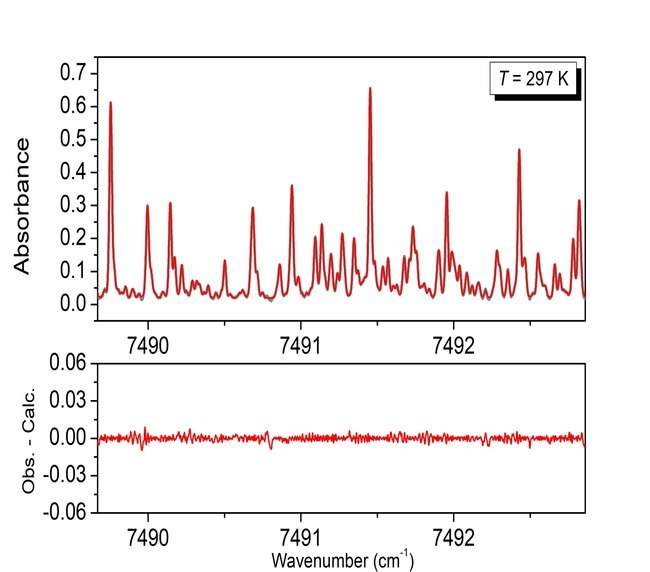 T = 297 K
Absorbance
0.7
0.6
0.5
0.4
0.3
0.2
0.1
0.0
7490 7491 7492
Obs. - Calc.
0.06
0.03
0.00
-0.03
-0.06
7490 7491 7492
Wavenumber (cm⁻¹)